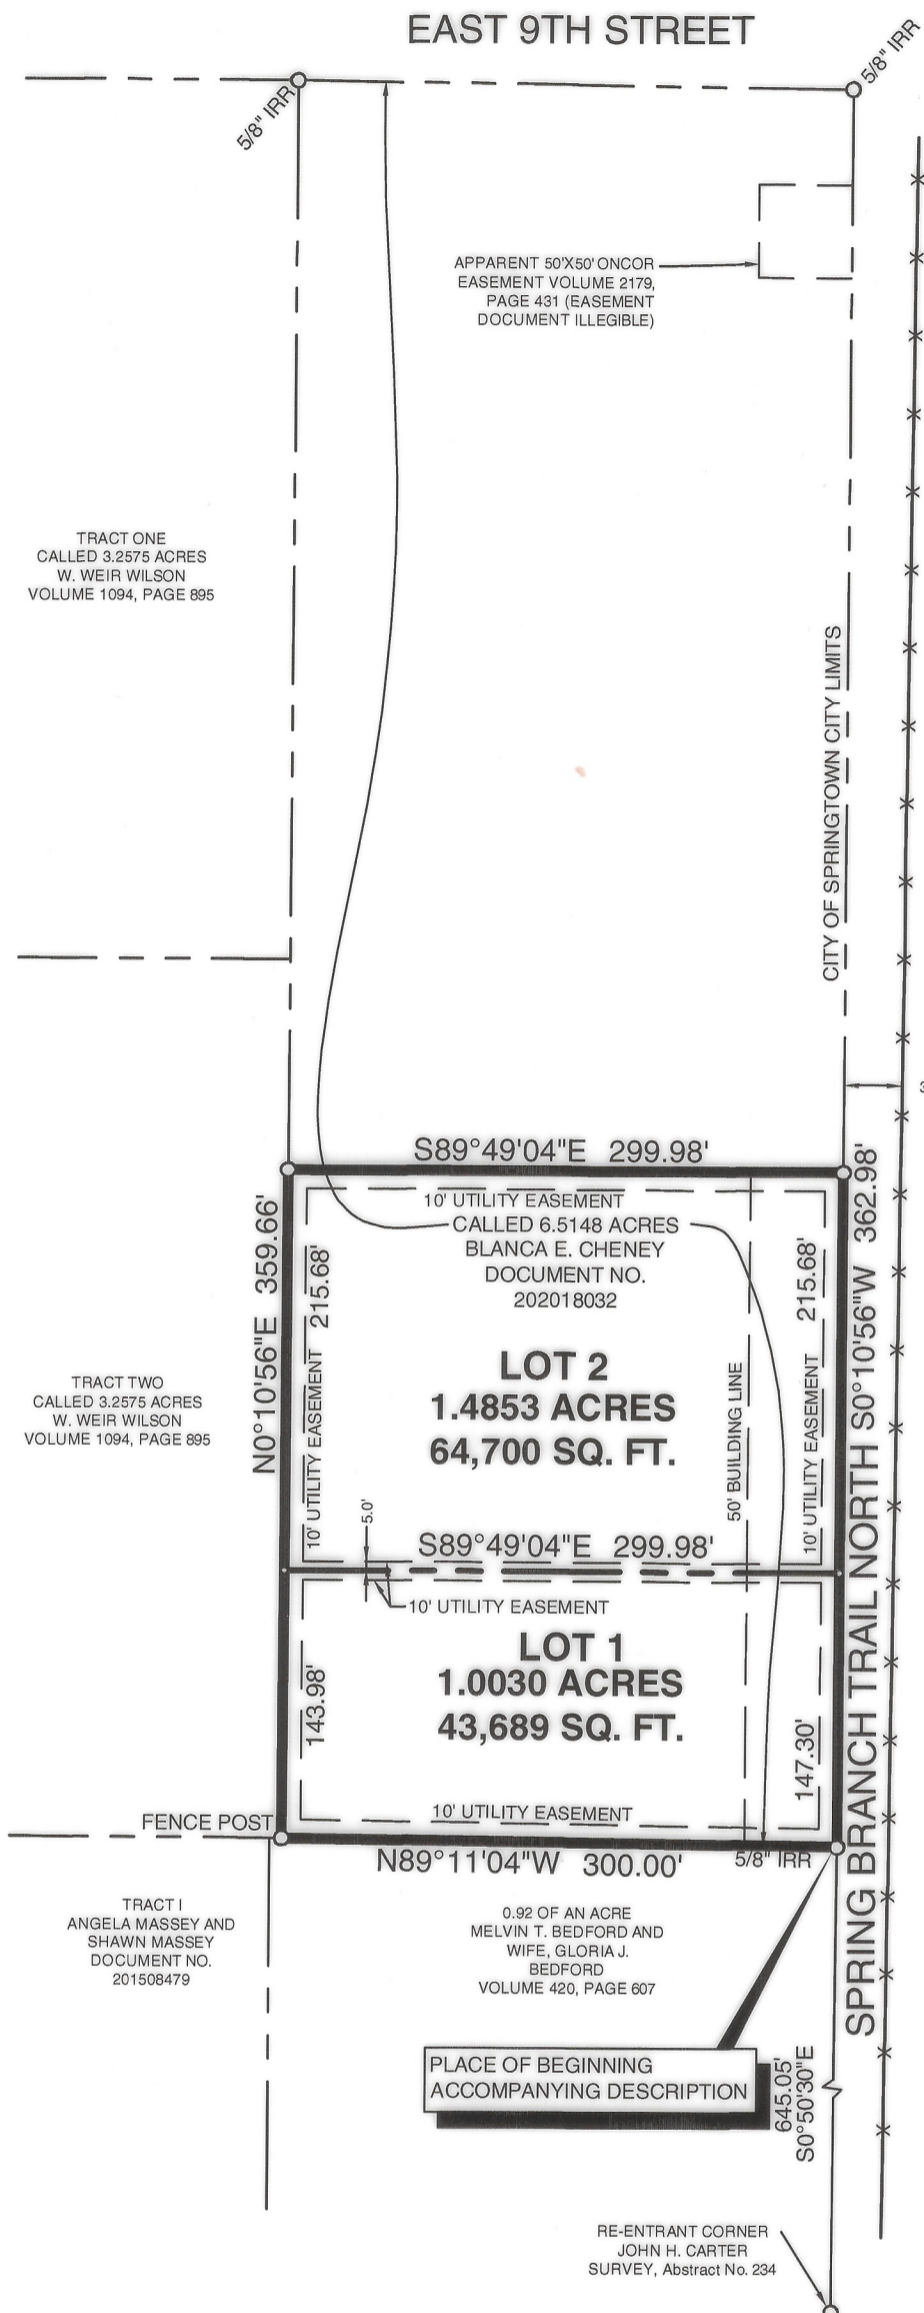 EAST 9TH STREET
5/8" IRR
5/8" IRR
APPARENT 50'X50' ONCOR
EASEMENT VOLUME 2179,
PAGE 431 (EASEMENT
DOCUMENT ILLEGIBLE)
TRACT ONE
CALLED 3.2575 ACRES
W. WEIR WILSON
VOLUME 1094, PAGE 895
CITY OF SPRINGTOWN CITY LIMITS
S89°49'04"E 299.98'
10' UTILITY EASEMENT
CALLED 6.5148 ACRES
BLANCA E. CHENEY
DOCUMENT NO.
202018032
N0°10'56"E 359.66'
215.68'
10' UTILITY EASEMENT
LOT 2
1.4853 ACRES
64,700 SQ. FT.
50' BUILDING LINE
215.68'
10' UTILITY EASEMENT
SPRING BRANCH TRAIL NORTH S0°10'56"W 362.98'
TRACT TWO
CALLED 3.2575 ACRES
W. WEIR WILSON
VOLUME 1094, PAGE 895
5.0'
S89°49'04"E 299.98'
10' UTILITY EASEMENT
LOT 1
1.0030 ACRES
43,689 SQ. FT.
143.98'
147.30'
10' UTILITY EASEMENT
FENCE POST
N89°11'04"W 300.00'
5/8" IRR
TRACT I
ANGELA MASSEY AND
SHAWN MASSEY
DOCUMENT NO.
201508479
0.92 OF AN ACRE
MELVIN T. BEDFORD AND
WIFE, GLORIA J.
BEDFORD
VOLUME 420, PAGE 607
PLACE OF BEGINNING
ACCOMPANYING DESCRIPTION
645.05'
S0°50'30"E
RE-ENTRANT CORNER
JOHN H. CARTER
SURVEY, Abstract No. 234